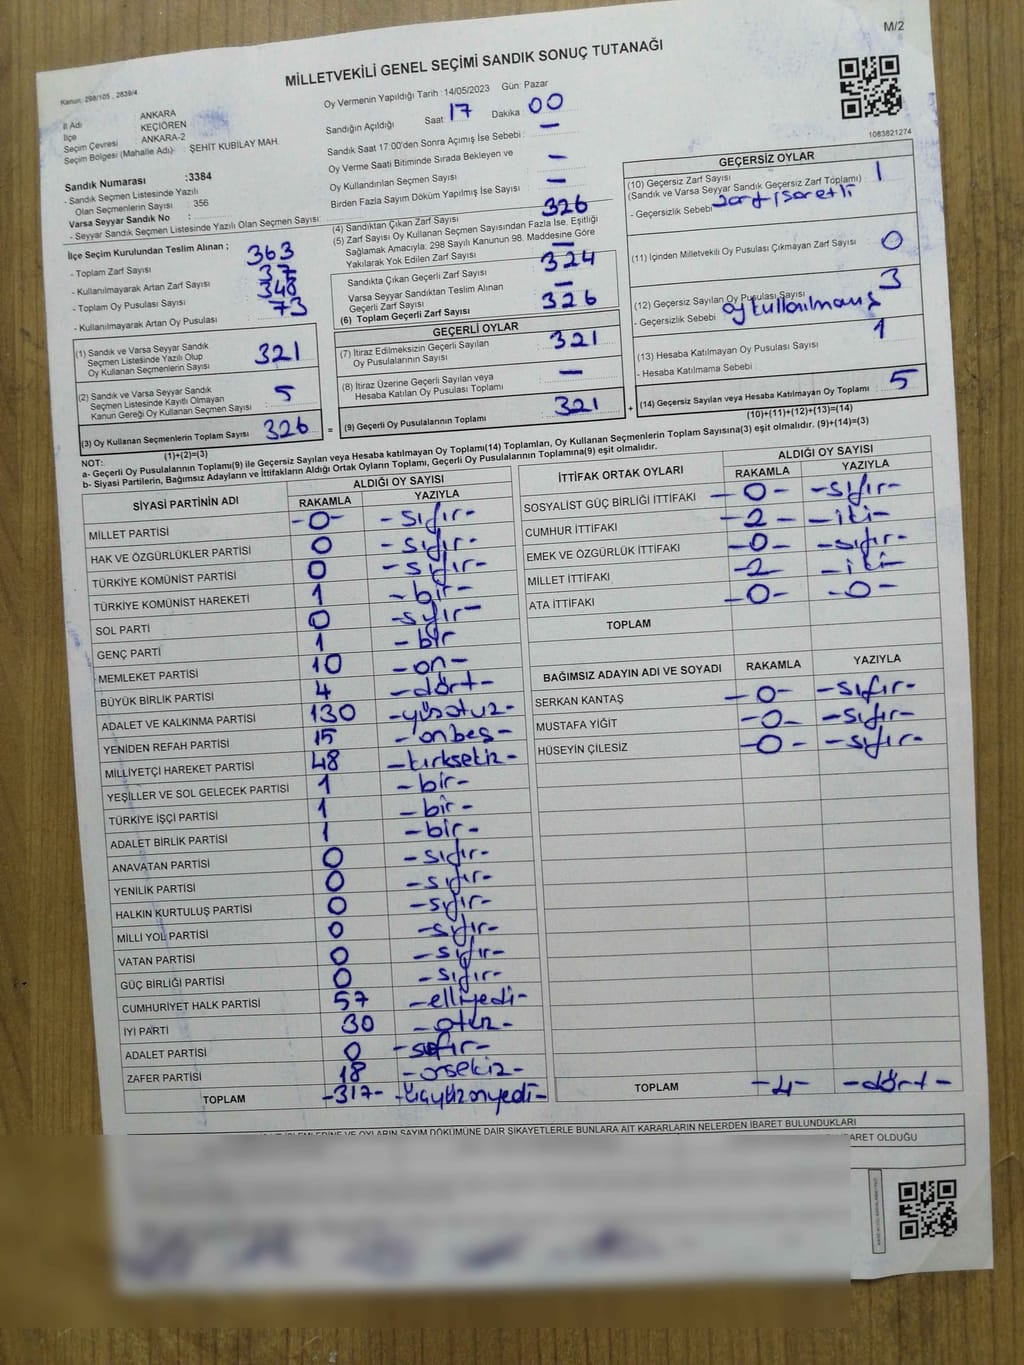 M/2
MİLLETVEKİLİ GENEL SEÇİMİ SANDIK SONUÇ TUTANAĞI
Kanun: 298/105 , 2839/4
İl Adı ANKARA
İlçe KEÇİÖREN
Seçim Çevresi ANKARA-2
Seçim Bölgesi (Mahalle Adı)- : ŞEHİT KUBİLAY MAH.
Sandık Numarası :3384
- Sandık Seçmen Listesinde Yazılı
Olan Seçmenlerin Sayısı : 356
Varsa Seyyar Sandık No :
- Seyyar Sandık Seçmen Listesinde Yazılı Olan Seçmen Sayısı
Oy Vermenin Yapıldığı Tarih : 14/05/2023 Gün: Pazar
Sandığın Açıldığı Saat : 17 Dakika 00
Sandık Saat 17:00'den Sonra Açımış İse Sebebi : —
Oy Verme Saati Bitiminde Sırada Bekleyen ve
Oy Kullandırılan Seçmen Sayısı —
Birden Fazla Sayım Döküm Yapılmış İse Sayısı —
1083821274
İlçe Seçim Kurulundan Teslim Alınan ;
- Toplam Zarf Sayısı 363
- Kullanılmayarak Artan Zarf Sayısı 37
- Toplam Oy Pusulası Sayısı 348
- Kullanılmayarak Artan Oy Pusulası 73
(1) Sandık ve Varsa Seyyar Sandık
Seçmen Listesinde Yazılı Olup
Oy Kullanan Seçmenlerin Sayısı 321
(2) Sandık ve Varsa Seyyar Sandık
Seçmen Listesinde Kayıtlı Olmayan
Kanun Gereği Oy Kullanan Seçmen Sayısı : 5
(3) Oy Kullanan Seçmenlerin Toplam Sayısı 326
(1)+(2)=(3)
(4) Sandıktan Çıkan Zarf Sayısı 326
(5) Zarf Sayısı Oy Kullanan Seçmen Sayısından Fazla İse, Eşitliği
Sağlamak Amacıyla: 298 Sayılı Kanunun 98. Maddesine Göre
Yakılarak Yok Edilen Zarf Sayısı —
Sandıkta Çıkan Geçerli Zarf Sayısı 324
Varsa Seyyar Sandıktan Teslim Alınan
Geçerli Zarf Sayısı —
(6) Toplam Geçerli Zarf Sayısı 326
GEÇERLİ OYLAR
(7) İtiraz Edilmeksizin Geçerli Sayılan
Oy Pusulalarının Sayısı 321
(8) İtiraz Üzerine Geçerli Sayılan veya
Hesaba Katılan Oy Pusulası Toplamı —
= (9) Geçerli Oy Pusulalarının Toplamı 321 +
GEÇERSİZ OYLAR
(10) Geçersiz Zarf Sayısı
(Sandık ve Varsa Seyyar Sandık Geçersiz Zarf Toplamı) 1
- Geçersizlik Sebebi zarf işaretli
(11) İçinden Milletvekili Oy Pusulası Çıkmayan Zarf Sayısı 0
(12) Geçersiz Sayılan Oy Pusulası Sayısı 3
- Geçersizlik Sebebi oy kullanılmamış
(13) Hesaba Katılmayan Oy Pusulası Sayısı 1
- Hesaba Katılmama Sebebi
(14) Geçersiz Sayılan veya Hesaba Katılmayan Oy Toplamı 5
(10)+(11)+(12)+(13)=(14)
NOT:
a- Geçerli Oy Pusulalarının Toplamı(9) ile Geçersiz Sayılan veya Hesaba katılmayan Oy Toplamı(14) Toplamları, Oy Kullanan Seçmenlerin Toplam Sayısına(3) eşit olmalıdır. (9)+(14)=(3)
b- Siyasi Partilerin, Bağımsız Adayların ve İttifakların Aldığı Ortak Oyların Toplamı, Geçerli Oy Pusulalarının Toplamına(9) eşit olmalıdır.
SİYASİ PARTİNİN ADI ALDIĞI OY SAYISI
RAKAMLA YAZIYLA
MİLLET PARTİSİ -0- -sıfır-
HAK VE ÖZGÜRLÜKLER PARTİSİ 0 -sıfır-
TÜRKİYE KOMÜNİST PARTİSİ 0 -sıfır-
TÜRKİYE KOMÜNİST HAREKETİ 1 -bir-
SOL PARTİ 0 -sıfır-
GENÇ PARTİ 1 -bir
MEMLEKET PARTİSİ 10 -on-
BÜYÜK BİRLİK PARTİSİ 4 -dört-
ADALET VE KALKINMA PARTİSİ 130 -yüzotuz-
YENİDEN REFAH PARTİSİ 15 -onbeş-
MİLLİYETÇİ HAREKET PARTİSİ 48 -kırksekiz-
YEŞİLLER VE SOL GELECEK PARTİSİ 1 -bir-
TÜRKİYE İŞÇİ PARTİSİ 1 -bir-
ADALET BİRLİK PARTİSİ 1 -bir-
ANAVATAN PARTİSİ 0 -sıfır-
YENİLİK PARTİSİ 0 -sıfır-
HALKIN KURTULUŞ PARTİSİ 0 -sıfır-
MİLLİ YOL PARTİSİ 0 -sıfır-
VATAN PARTİSİ 0 -sıfır-
GÜÇ BİRLİĞİ PARTİSİ 0 -sıfır-
CUMHURİYET HALK PARTİSİ 57 -elliyedi-
İYİ PARTİ 30 -otuz-
ADALET PARTİSİ 0 -sıfır-
ZAFER PARTİSİ 18 -onsekiz-
TOPLAM -317- -üçyüzonyedi-
İTTİFAK ORTAK OYLARI ALDIĞI OY SAYISI
RAKAMLA YAZIYLA
SOSYALİST GÜÇ BİRLİĞİ İTTİFAKI -0- -sıfır-
CUMHUR İTTİFAKI -2- -iki-
EMEK VE ÖZGÜRLÜK İTTİFAKI -0- -sıfır-
MİLLET İTTİFAKI -2- -iki-
ATA İTTİFAKI -0- -0-
TOPLAM
BAĞIMSIZ ADAYIN ADI VE SOYADI RAKAMLA YAZIYLA
SERKAN KANTAŞ -0- -sıfır-
MUSTAFA YİĞİT -0- -sıfır-
HÜSEYİN ÇİLESİZ -0- -sıfır-
TOPLAM -4- -dört-
İŞLEMLERİNE VE OYLARIN SAYIM DÖKÜMÜNE DAİR ŞİKAYETLERLE BUNLARA AİT KARARLARIN NELERDEN İBARET BULUNDUKLARI
BARET OLDUĞU